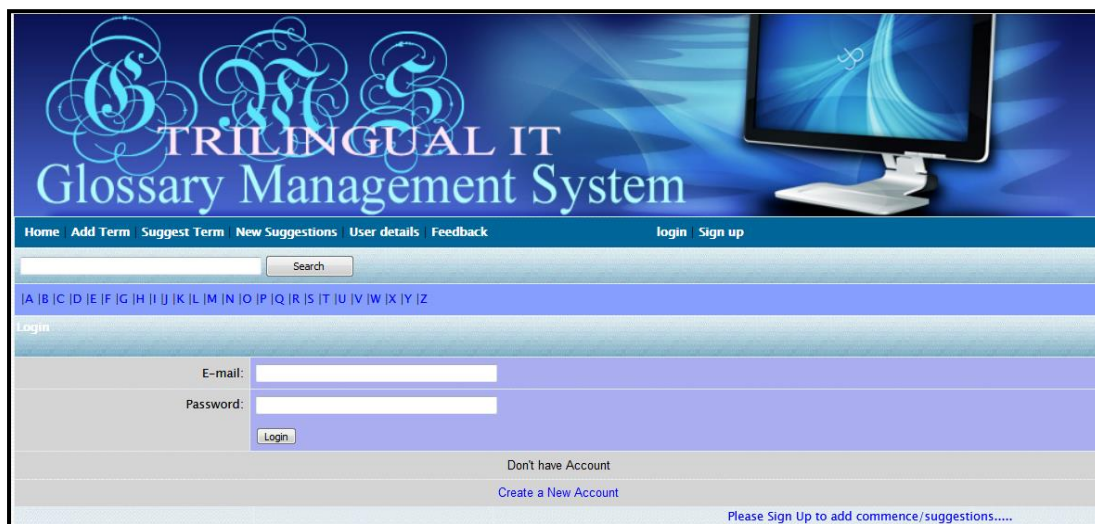 GMS
TRILINGUAL IT
Glossary Management System
Home Add Term Suggest Term New Suggestions User details Feedback login Sign up
Search
|A |B |C |D |E |F |G |H |I |J |K |L |M |N |O |P |Q |R |S |T |U |V |W |X |Y |Z
Login
E-mail:
Password:
Login
Don't have Account
Create a New Account
Please Sign Up to add commence/suggestions.....